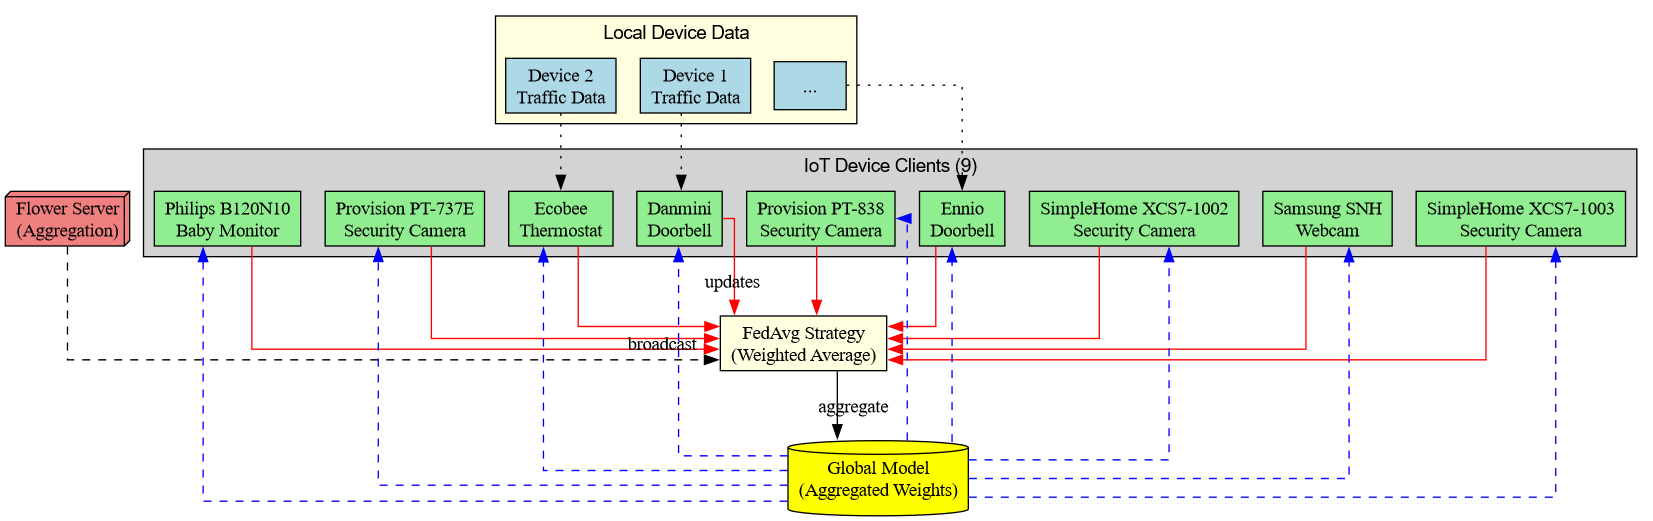 Local Device Data
Device 2
Traffic Data
Device 1
Traffic Data
...
IoT Device Clients (9)
Flower Server
(Aggregation)
Philips B120N10
Baby Monitor
Provision PT-737E
Security Camera
Ecobee
Thermostat
Danmini
Doorbell
Provision PT-838
Security Camera
Ennio
Doorbell
SimpleHome XCS7-1002
Security Camera
Samsung SNH
Webcam
SimpleHome XCS7-1003
Security Camera
updates
broadcast
FedAvg Strategy
(Weighted Average)
aggregate
Global Model
(Aggregated Weights)